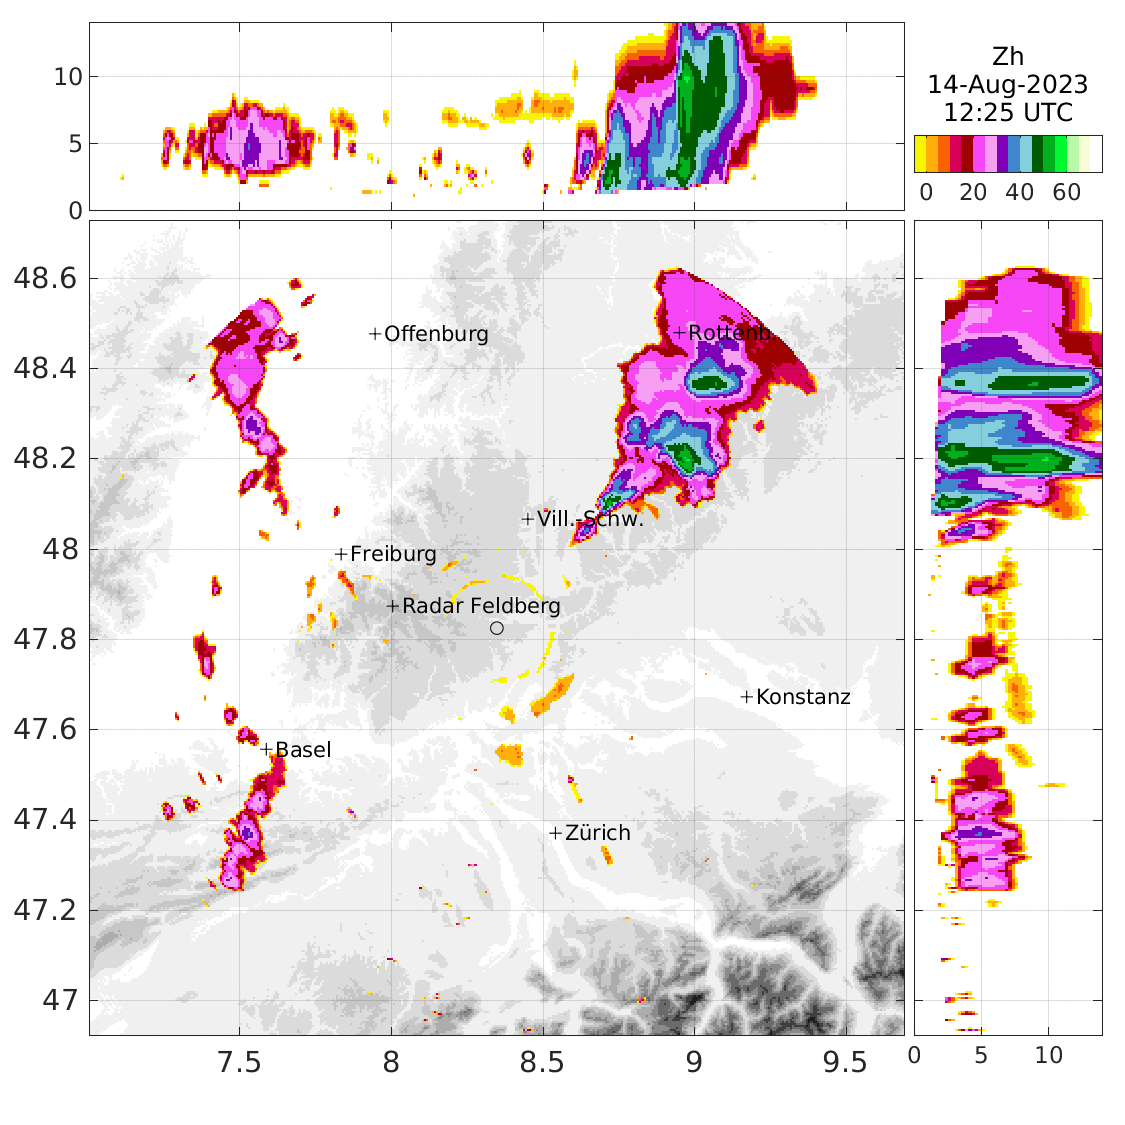 10
5
0
Zh
14-Aug-2023
12:25 UTC
0 20 40 60
48.6
48.4
48.2
48
47.8
47.6
47.4
47.2
47
+Offenburg
+Rottenb.
+Vill.-Schw.
+Freiburg
+Radar Feldberg
+Konstanz
+Basel
+Zürich
7.5 8 8.5 9 9.5
0 5 10